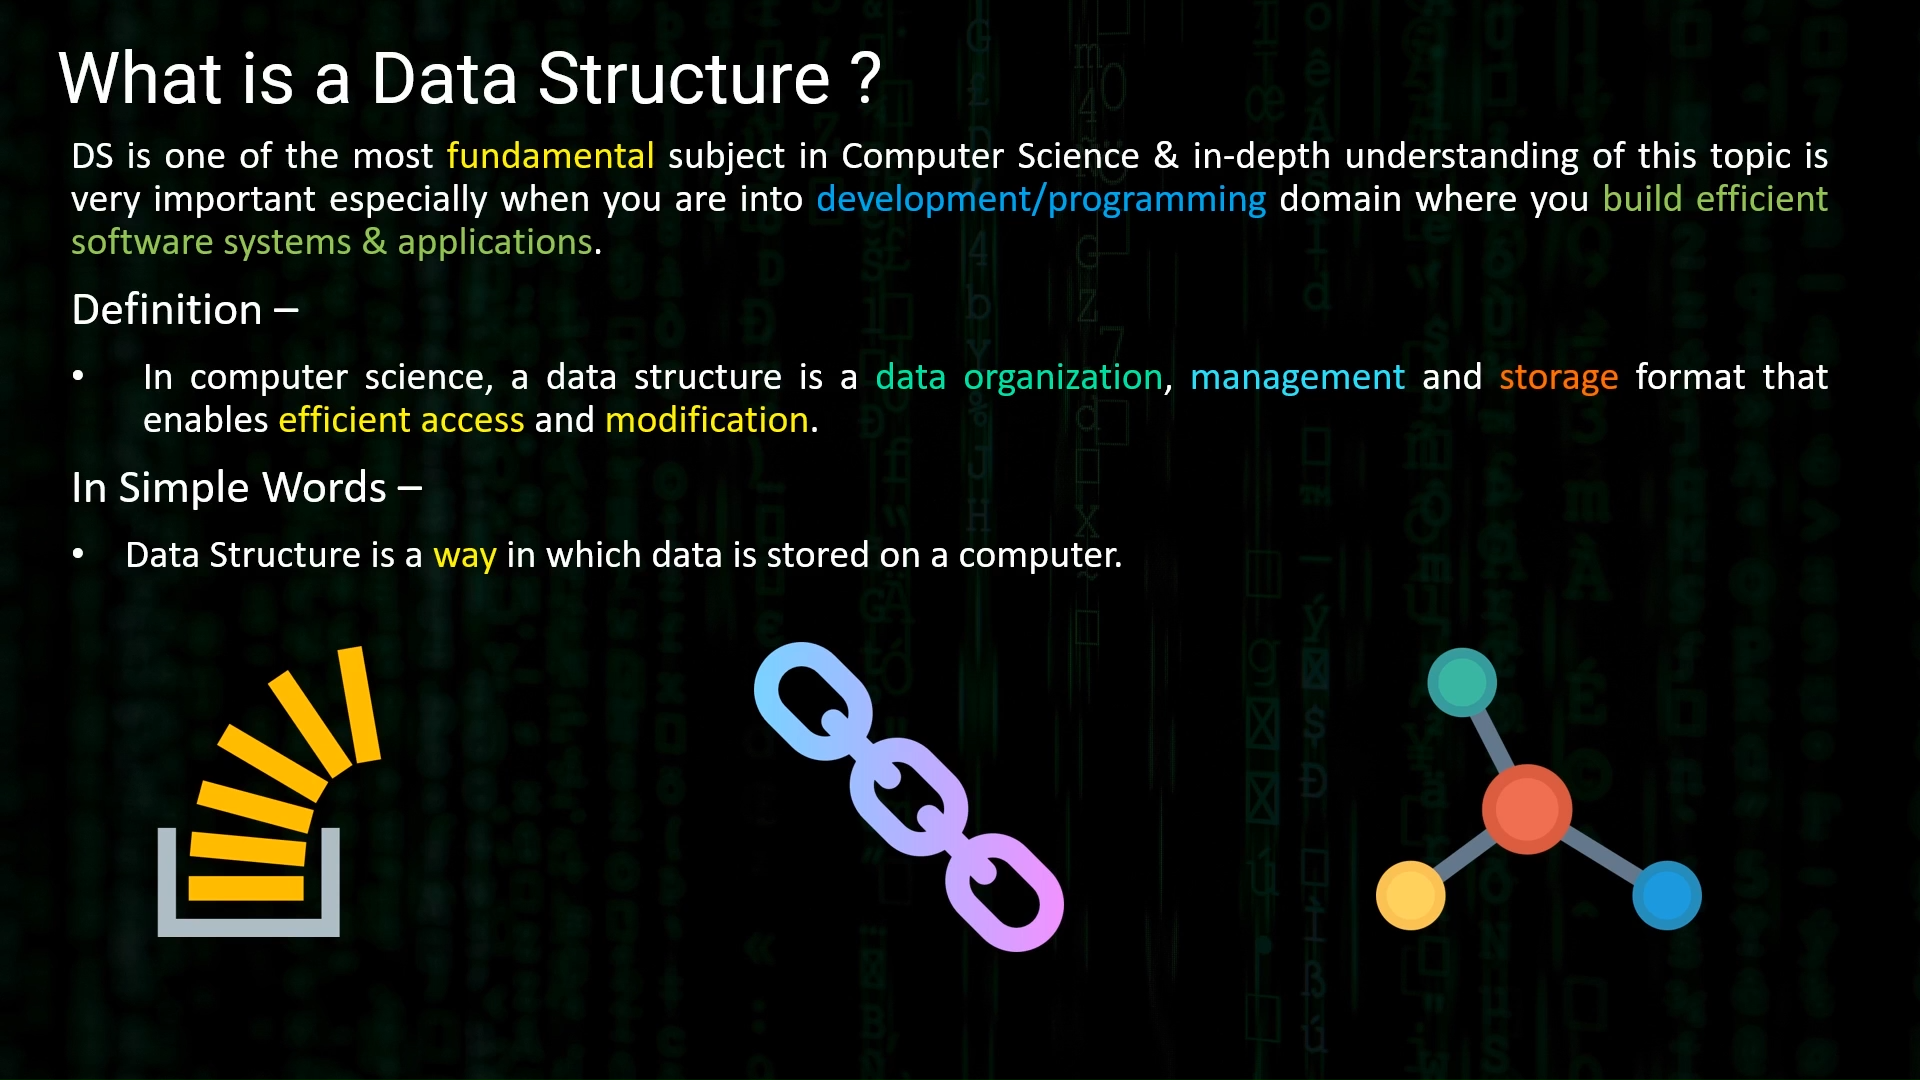 What is a Data Structure ?
DS is one of the most fundamental subject in Computer Science & in-depth understanding of this topic is
very important especially when you are into development/programming domain where you build efficient
software systems & applications.
Definition –
• In computer science, a data structure is a data organization, management and storage format that
enables efficient access and modification.
In Simple Words –
• Data Structure is a way in which data is stored on a computer.